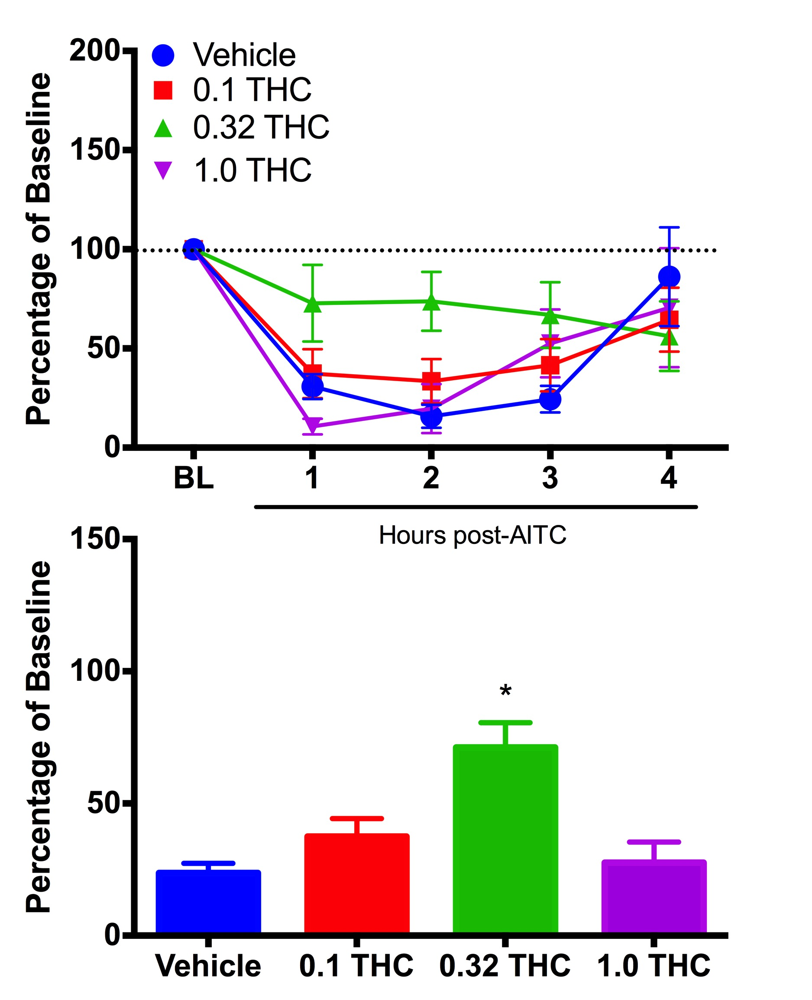 200
150
100
50
0
Percentage of Baseline
Vehicle
0.1 THC
0.32 THC
1.0 THC
BL 1 2 3 4
Hours post-AITC
150
100
50
0
Percentage of Baseline
*
Vehicle 0.1 THC 0.32 THC 1.0 THC